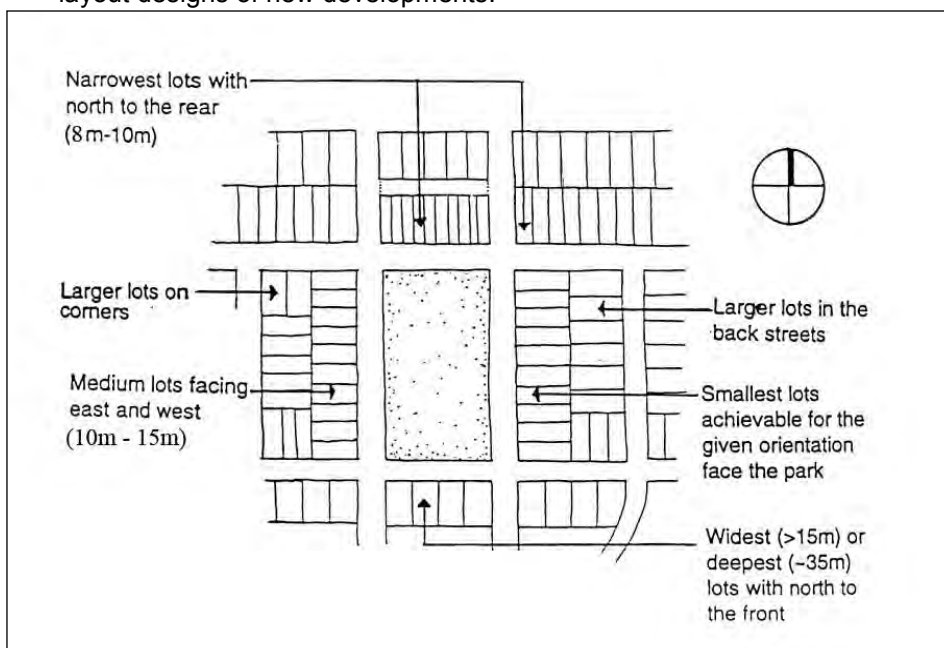 layout designs of new developments.
Narrowest lots with
north to the rear
(8m-10m)
Larger lots on
corners
Medium lots facing
east and west
(10m - 15m)
Larger lots in the
back streets
Smallest lots
achievable for the
given orientation
face the park
Widest (>15m) or
deepest (~35m)
lots with north to
the front